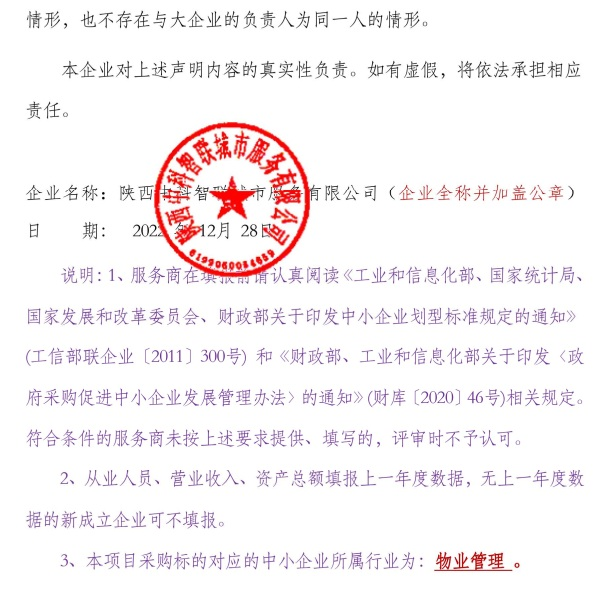 情形，也不存在与大企业的负责人为同一人的情形。
本企业对上述声明内容的真实性负责。如有虚假，将依法承担相应
责任。
陕西中科智联城市服务有限公司
企业名称：陕西中科智联城市服务有限公司（企业全称并加盖公章）
日 期： 2022 年 12月 28日
说明：1、服务商在填报前请认真阅读《工业和信息化部、国家统计局、
国家发展和改革委员会、财政部关于印发中小企业划型标准规定的通知》
(工信部联企业〔2011〕300号) 和《财政部、工业和信息化部关于印发〈政
府采购促进中小企业发展管理办法〉的通知》(财库〔2020〕46号)相关规定。
符合条件的服务商未按上述要求提供、填写的，评审时不予认可。
2、从业人员、营业收入、资产总额填报上一年度数据，无上一年度数
据的新成立企业可不填报。
3、本项目采购标的对应的中小企业所属行业为：物业管理 。